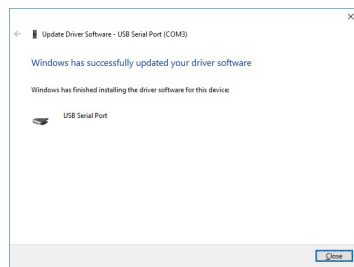 Update Driver Software - USB Serial Port (COM3)
Windows has successfully updated your driver software
Windows has finished installing the driver software for this device:
USB Serial Port
Close